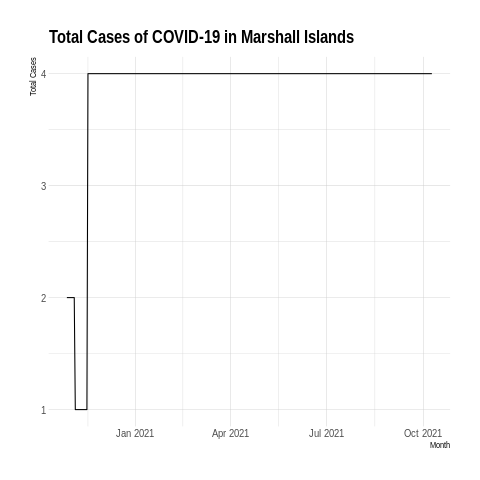 Total Cases of COVID-19 in Marshall Islands
Total Cases
4
3
2
1
Jan 2021 Apr 2021 Jul 2021 Oct 2021
Month